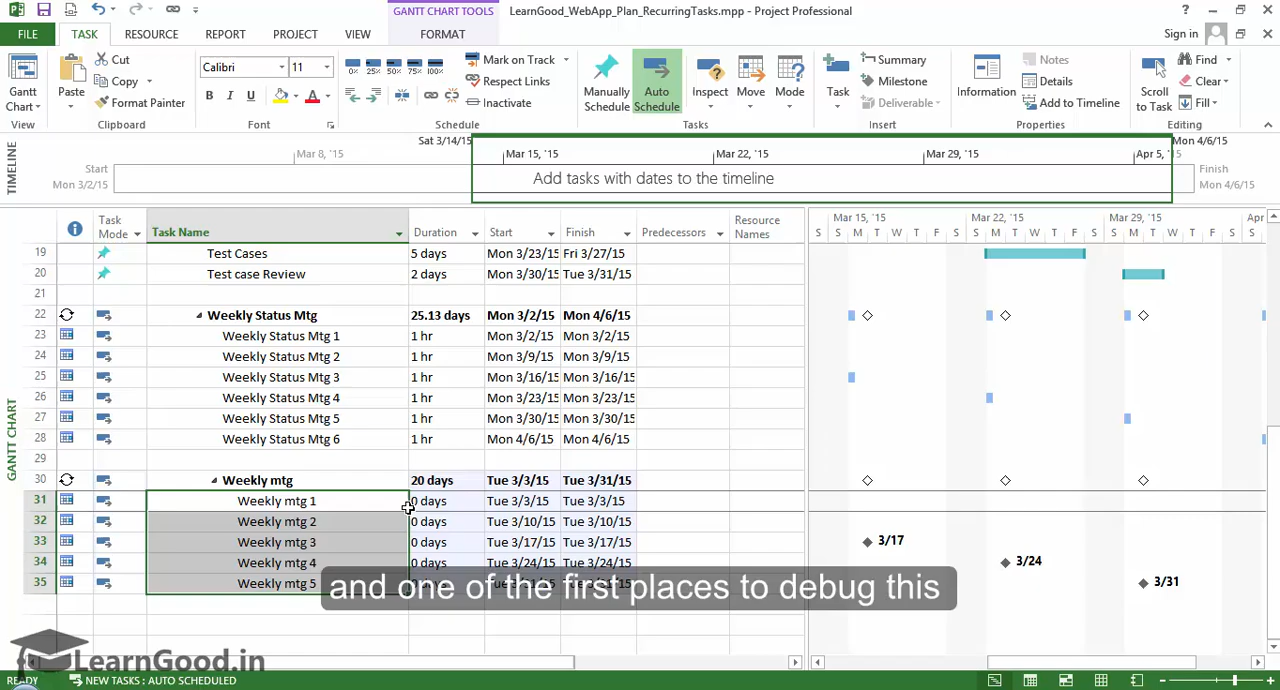 GANTT CHART TOOLS
LearnGood_WebApp_Plan_RecurringTasks.mpp - Project Professional
FILE TASK RESOURCE REPORT PROJECT VIEW FORMAT Sign in
Gantt Chart
View
Paste
Cut
Copy
Format Painter
Clipboard
Calibri 11
B I U A
Font
0% 25% 50% 75% 100%
Mark on Track
Respect Links
Inactivate
Schedule
Manually Schedule
Auto Schedule
Inspect
Move
Mode
Tasks
Task
Summary
Milestone
Deliverable
Insert
Information
Notes
Details
Add to Timeline
Properties
Scroll to Task
Find
Clear
Fill
Editing
TIMELINE
Sat 3/14/15 Mon 4/6/15
Mar 8, '15 Mar 15, '15 Mar 22, '15 Mar 29, '15 Apr 5, '15
Start
Mon 3/2/15
Add tasks with dates to the timeline
Finish
Mon 4/6/15
GANTT CHART
Task Mode Task Name Duration Start Finish Predecessors Resource Names
Mar 15, '15 Mar 22, '15 Mar 29, '15 Apr
S M T W T F S S M T W T F S S M T W T F S S
19 Test Cases 5 days Mon 3/23/15 Fri 3/27/15
20 Test case Review 2 days Mon 3/30/15 Tue 3/31/15
21
22 Weekly Status Mtg 25.13 days Mon 3/2/15 Mon 4/6/15
23 Weekly Status Mtg 1 1 hr Mon 3/2/15 Mon 3/2/15
24 Weekly Status Mtg 2 1 hr Mon 3/9/15 Mon 3/9/15
25 Weekly Status Mtg 3 1 hr Mon 3/16/15 Mon 3/16/15
26 Weekly Status Mtg 4 1 hr Mon 3/23/15 Mon 3/23/15
27 Weekly Status Mtg 5 1 hr Mon 3/30/15 Mon 3/30/15
28 Weekly Status Mtg 6 1 hr Mon 4/6/15 Mon 4/6/15
29
30 Weekly mtg 20 days Tue 3/3/15 Tue 3/31/15
31 Weekly mtg 1 0 days Tue 3/3/15 Tue 3/3/15
32 Weekly mtg 2 0 days Tue 3/10/15 Tue 3/10/15
33 Weekly mtg 3 0 days Tue 3/17/15 Tue 3/17/15 3/17
34 Weekly mtg 4 0 days Tue 3/24/15 Tue 3/24/15 3/24
35 Weekly mtg 5 3/31
and one of the first places to debug this
LearnGood.in
READY NEW TASKS : AUTO SCHEDULED